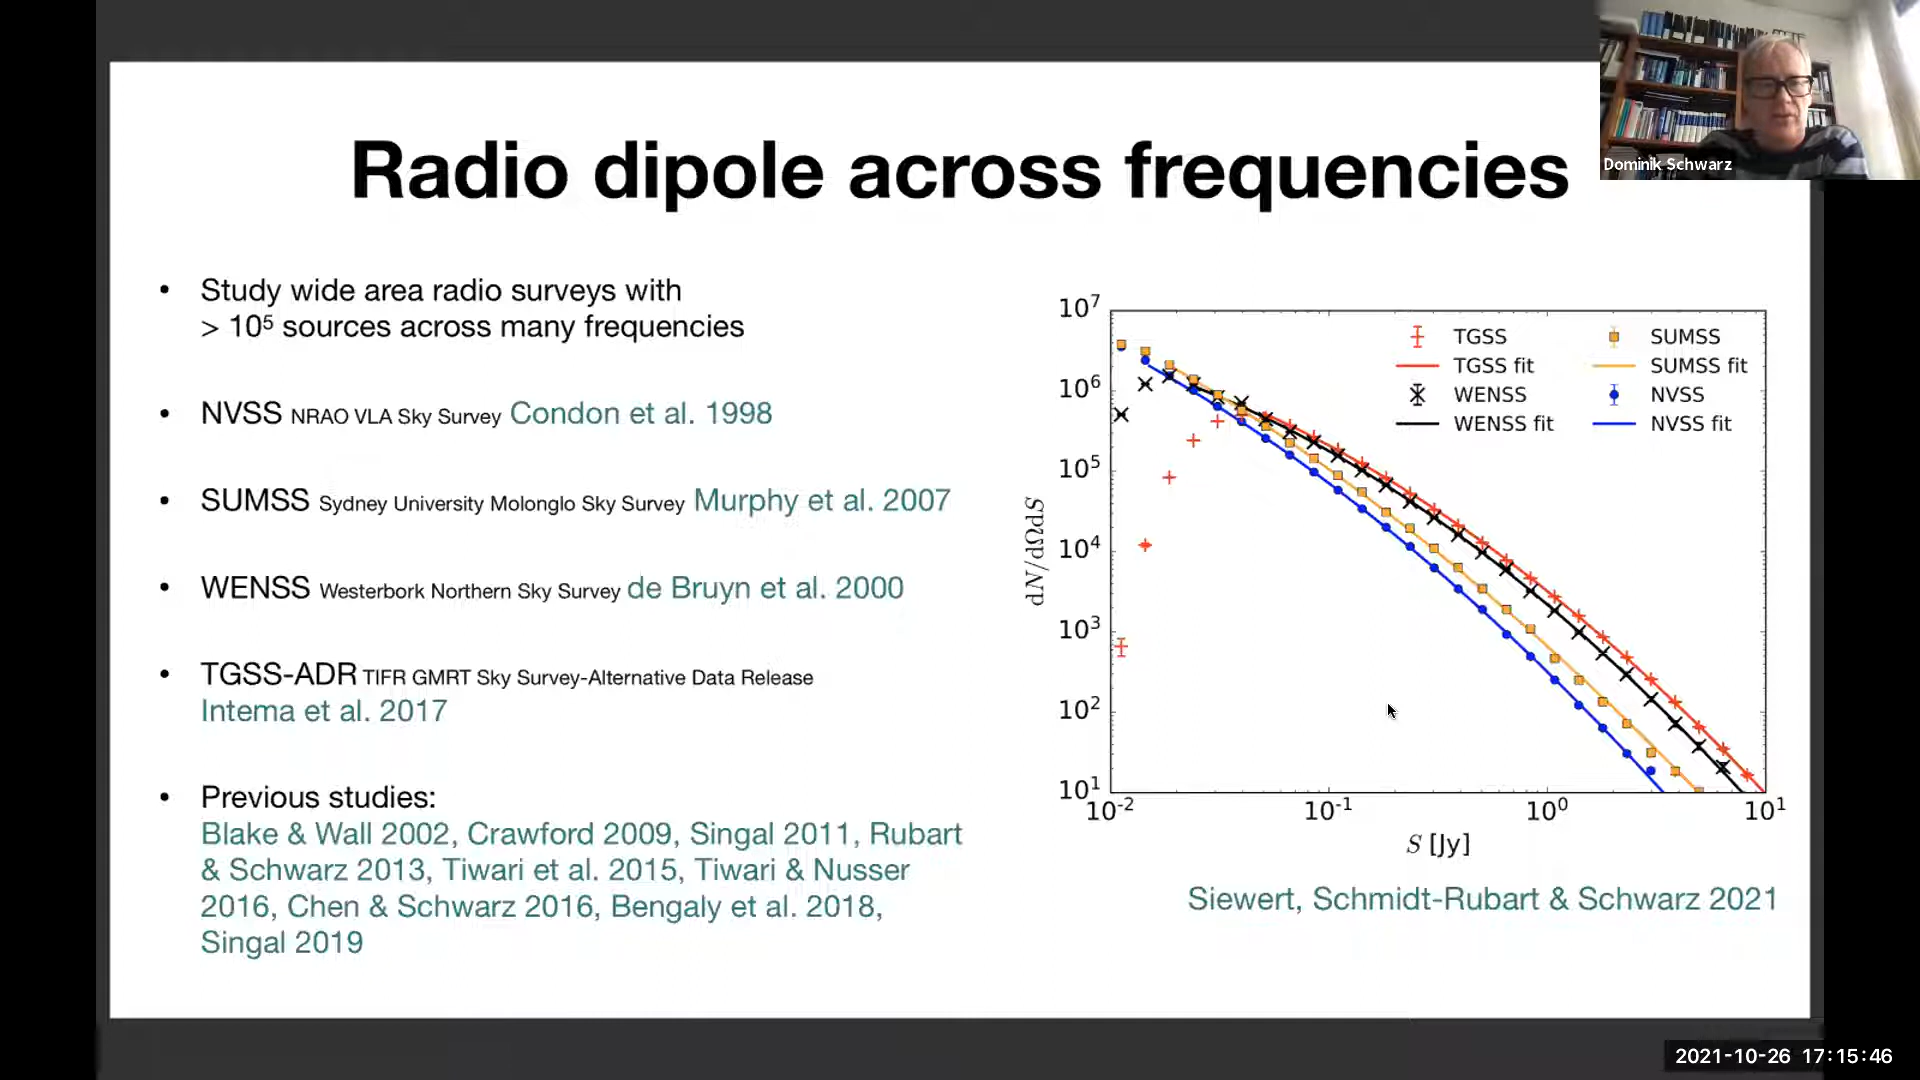 Dominik Schwarz
Radio dipole across frequencies
• Study wide area radio surveys with
> 10⁵ sources across many frequencies
• NVSS NRAO VLA Sky Survey Condon et al. 1998
• SUMSS Sydney University Molonglo Sky Survey Murphy et al. 2007
• WENSS Westerbork Northern Sky Survey de Bruyn et al. 2000
• TGSS-ADR TIFR GMRT Sky Survey-Alternative Data Release
Intema et al. 2017
• Previous studies:
Blake & Wall 2002, Crawford 2009, Singal 2011, Rubart
& Schwarz 2013, Tiwari et al. 2015, Tiwari & Nusser
2016, Chen & Schwarz 2016, Bengaly et al. 2018,
Singal 2019
10⁷
10⁶
10⁵
10⁴
10³
10²
10¹
dN/dΩdS
TGSS
TGSS fit
WENSS
WENSS fit
SUMSS
SUMSS fit
NVSS
NVSS fit
10⁻² 10⁻¹ 10⁰ 10¹
S [Jy]
Siewert, Schmidt-Rubart & Schwarz 2021
2021-10-26 17:15:46